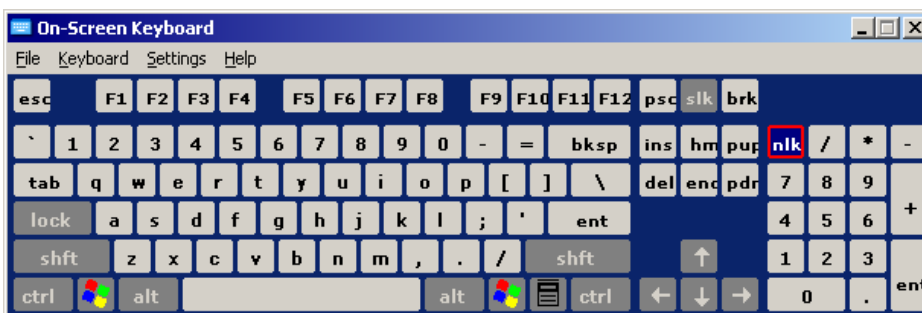 On-Screen Keyboard
File Keyboard Settings Help
esc F1 F2 F3 F4 F5 F6 F7 F8 F9 F10 F11 F12 psc slk brk
` 1 2 3 4 5 6 7 8 9 0 - = bksp ins hm pup nlk / * -
tab q w e r t y u i o p [ ] \ del end pdn 7 8 9 +
lock a s d f g h j k l ; ' ent 4 5 6
shft z x c v b n m , . / shft ↑ 1 2 3 ent
ctrl alt alt ctrl ← ↓ → 0 .